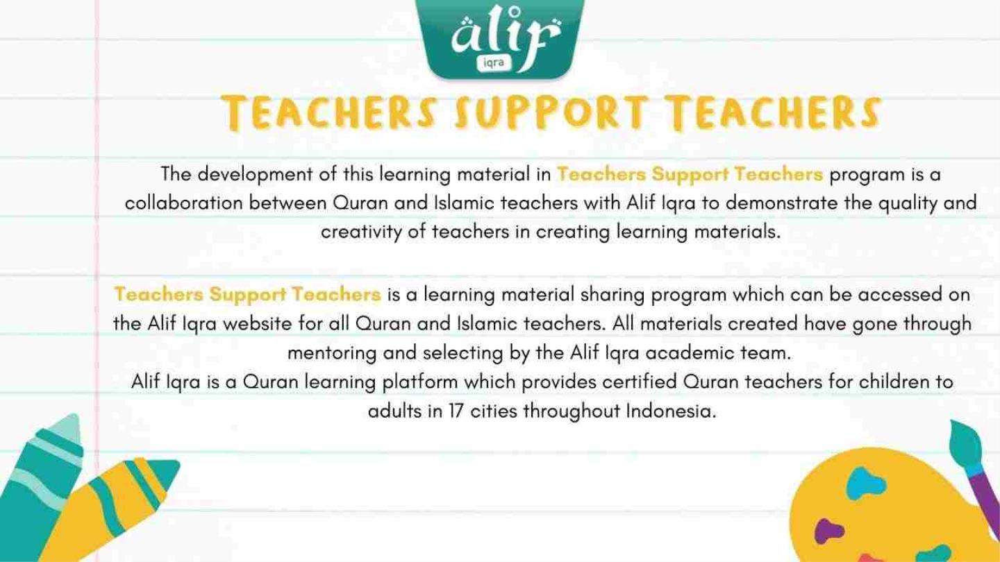 alif
iqra
TEACHERS SUPPORT TEACHERS
The development of this learning material in Teachers Support Teachers program is a
collaboration between Quran and Islamic teachers with Alif Iqra to demonstrate the quality and
creativity of teachers in creating learning materials.
Teachers Support Teachers is a learning material sharing program which can be accessed on
the Alif Iqra website for all Quran and Islamic teachers. All materials created have gone through
mentoring and selecting by the Alif Iqra academic team.
Alif Iqra is a Quran learning platform which provides certified Quran teachers for children to
adults in 17 cities throughout Indonesia.